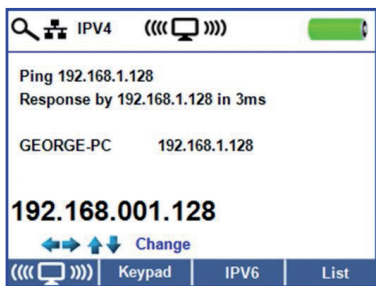 IPV4
Ping 192.168.1.128
Response by 192.168.1.128 in 3ms
GEORGE-PC 192.168.1.128
192.168.001.128
Change
Keypad IPV6 List